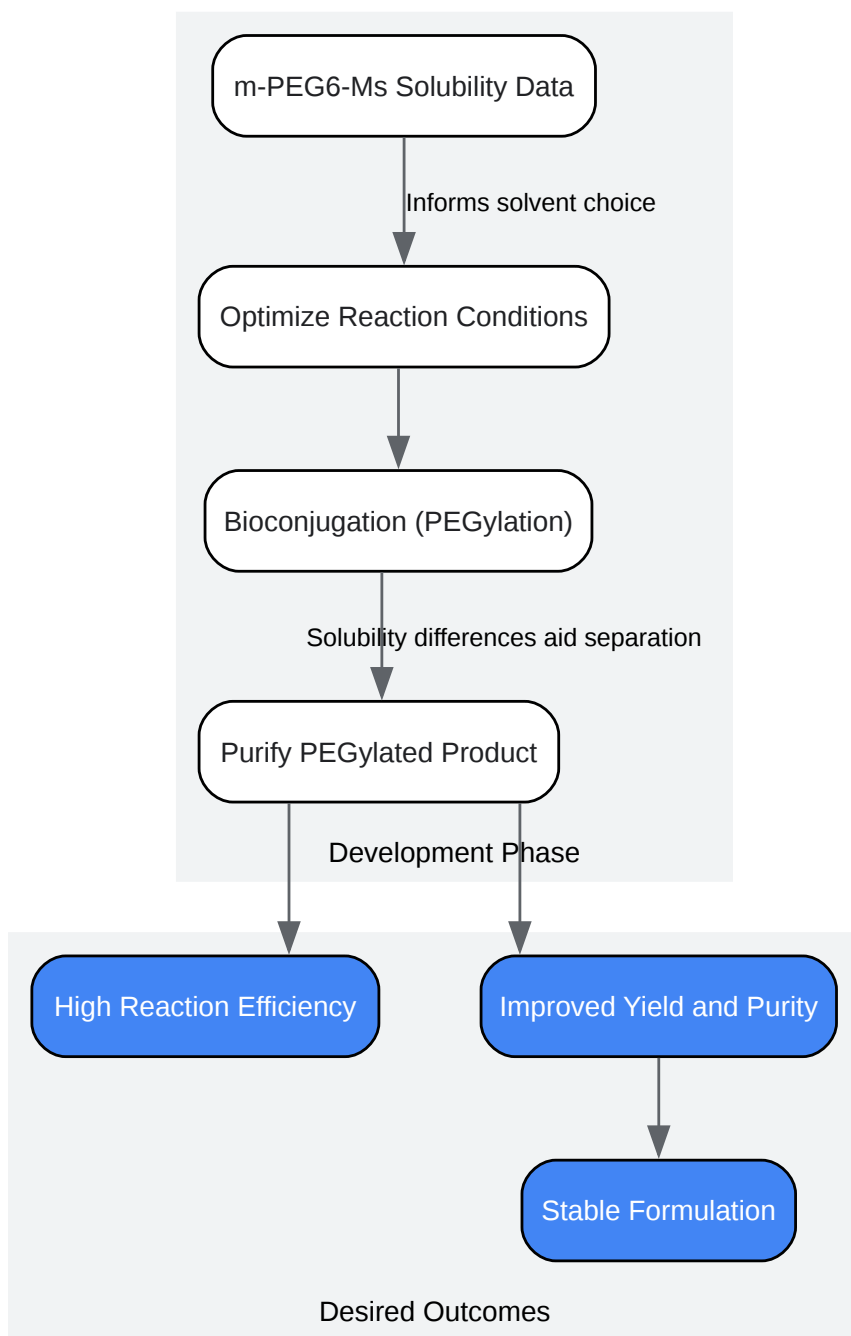 m-PEG6-Ms Solubility Data
Informs solvent choice
Optimize Reaction Conditions
Bioconjugation (PEGylation)
Solubility differences aid separation
Purify PEGylated Product
Development Phase
High Reaction Efficiency
Improved Yield and Purity
Stable Formulation
Desired Outcomes